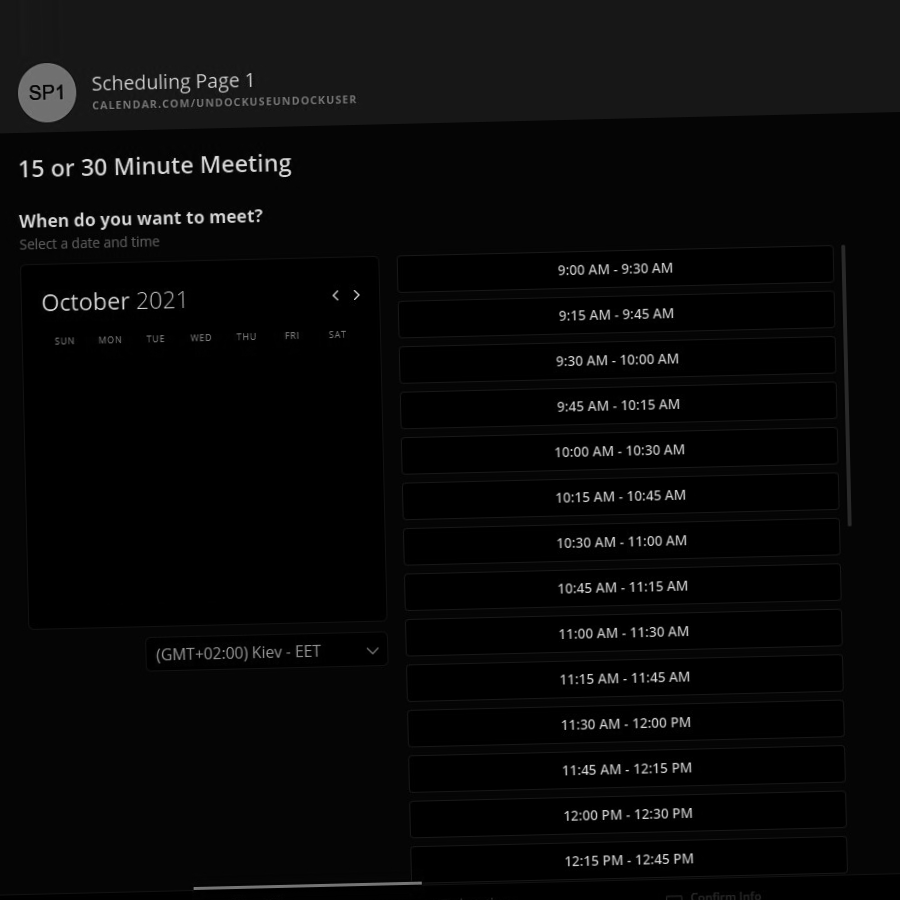 SP1
Scheduling Page 1
CALENDAR.COM/UNDOCKUSEUNDOCKUSER
15 or 30 Minute Meeting
When do you want to meet?
Select a date and time
October 2021
SUN MON TUE WED THU FRI SAT
(GMT+02:00) Kiev - EET
9:00 AM - 9:30 AM
9:15 AM - 9:45 AM
9:30 AM - 10:00 AM
9:45 AM - 10:15 AM
10:00 AM - 10:30 AM
10:15 AM - 10:45 AM
10:30 AM - 11:00 AM
10:45 AM - 11:15 AM
11:00 AM - 11:30 AM
11:15 AM - 11:45 AM
11:30 AM - 12:00 PM
11:45 AM - 12:15 PM
12:00 PM - 12:30 PM
12:15 PM - 12:45 PM
Confirm Info